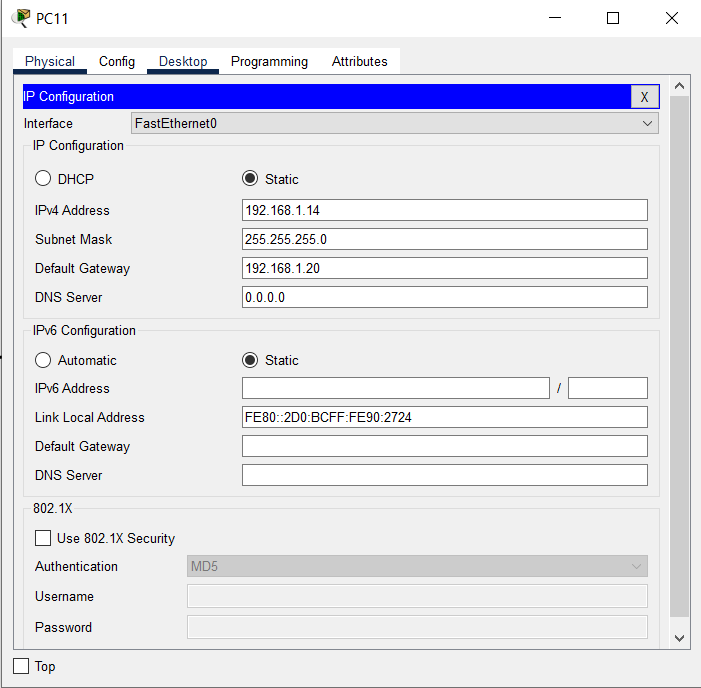 PC11
Physical Config Desktop Programming Attributes
IP Configuration X
Interface FastEthernet0
IP Configuration
DHCP Static
IPv4 Address 192.168.1.14
Subnet Mask 255.255.255.0
Default Gateway 192.168.1.20
DNS Server 0.0.0.0
IPv6 Configuration
Automatic Static
IPv6 Address /
Link Local Address FE80::2D0:BCFF:FE90:2724
Default Gateway
DNS Server
802.1X
Use 802.1X Security
Authentication MD5
Username
Password
Top